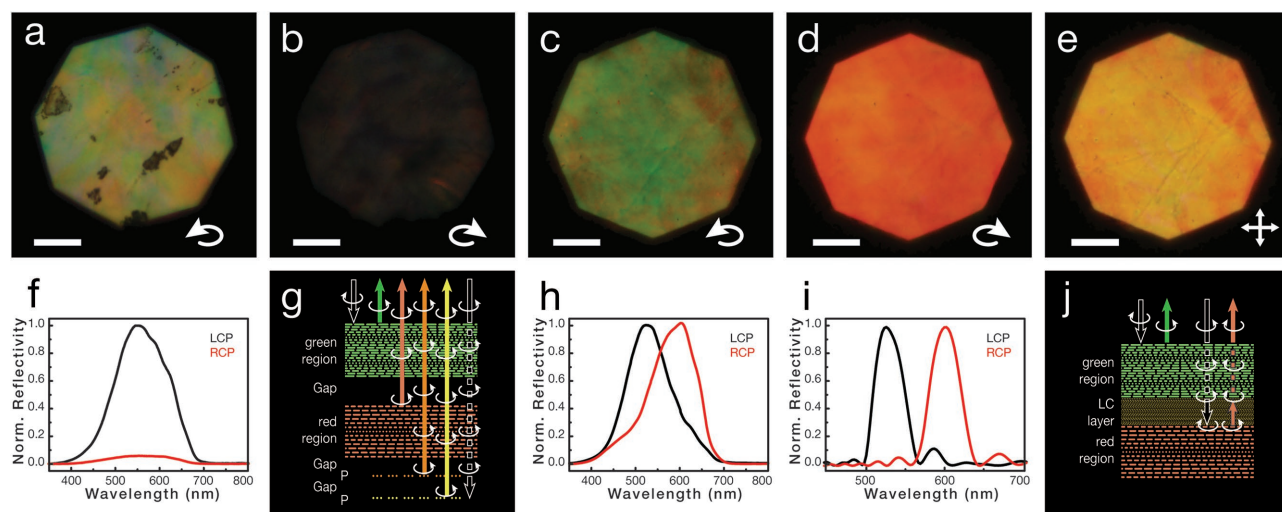 a
b
c
d
e
f
Norm. Reflectivity
1.0
0.8
0.6
0.4
0.2
0.0
LCP
RCP
400 500 600 700 800
Wavelength (nm)
g
green
region
Gap
red
region
Gap
P
Gap
P
h
Norm. Reflectivity
1.0
0.8
0.6
0.4
0.2
0.0
LCP
RCP
400 500 600 700 800
Wavelength (nm)
i
Norm. Reflectivity
1.0
0.8
0.6
0.4
0.2
0.0
LCP
RCP
500 600 700
Wavelength (nm)
j
green
region
LC
layer
red
region